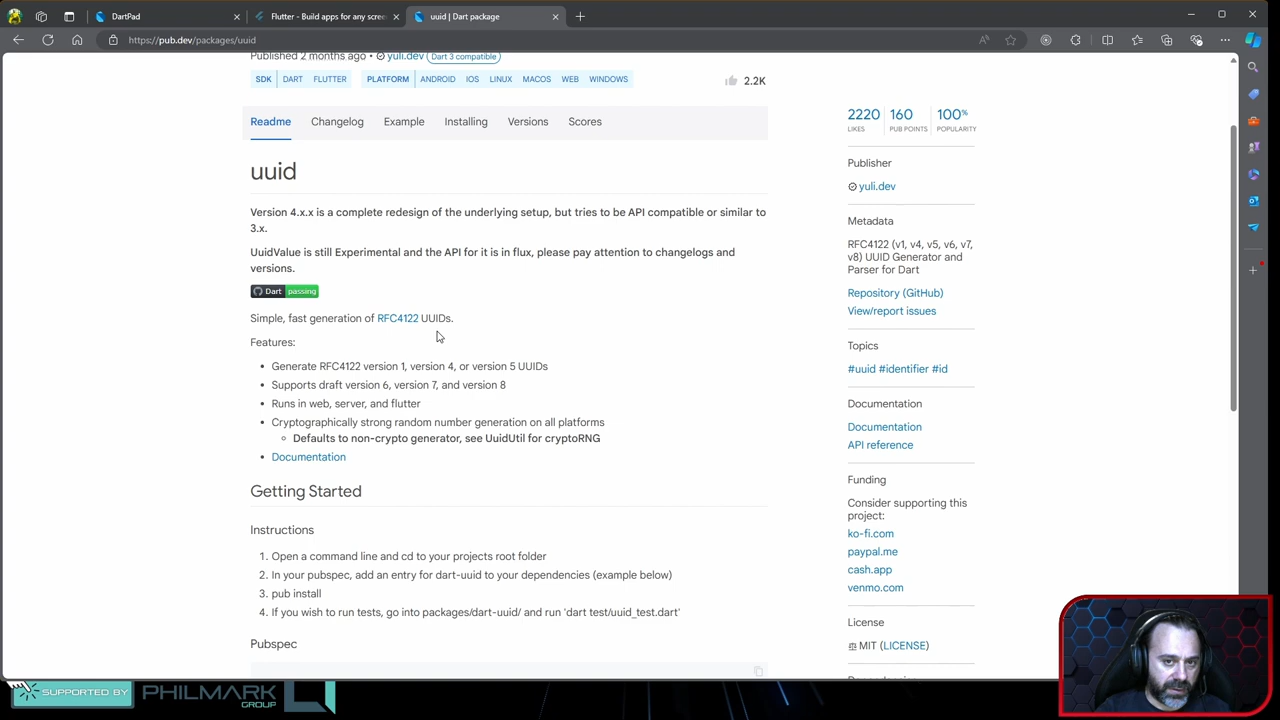 DartPad
Flutter - Build apps for any scree
uuid | Dart package
https://pub.dev/packages/uuid
Published 2 months ago • yuli.dev Dart 3 compatible
SDK DART FLUTTER PLATFORM ANDROID IOS LINUX MACOS WEB WINDOWS
2.2K
Readme Changelog Example Installing Versions Scores
uuid
Version 4.x.x is a complete redesign of the underlying setup, but tries to be API compatible or similar to
3.x.
UuidValue is still Experimental and the API for it is in flux, please pay attention to changelogs and
versions.
Dart passing
Simple, fast generation of RFC4122 UUIDs.
Features:
• Generate RFC4122 version 1, version 4, or version 5 UUIDs
• Supports draft version 6, version 7, and version 8
• Runs in web, server, and flutter
• Cryptographically strong random number generation on all platforms
Defaults to non-crypto generator, see UuidUtil for cryptoRNG
• Documentation
Getting Started
Instructions
1. Open a command line and cd to your projects root folder
2. In your pubspec, add an entry for dart-uuid to your dependencies (example below)
3. pub install
4. If you wish to run tests, go into packages/dart-uuid/ and run 'dart test/uuid_test.dart'
Pubspec
2220 160 100%
LIKES PUB POINTS POPULARITY
Publisher
yuli.dev
Metadata
RFC4122 (v1, v4, v5, v6, v7,
v8) UUID Generator and
Parser for Dart
Repository (GitHub)
View/report issues
Topics
#uuid #identifier #id
Documentation
Documentation
API reference
Funding
Consider supporting this
project:
ko-fi.com
paypal.me
cash.app
venmo.com
License
MIT (LICENSE)
SUPPORTED BY PHILMARK
GROUP